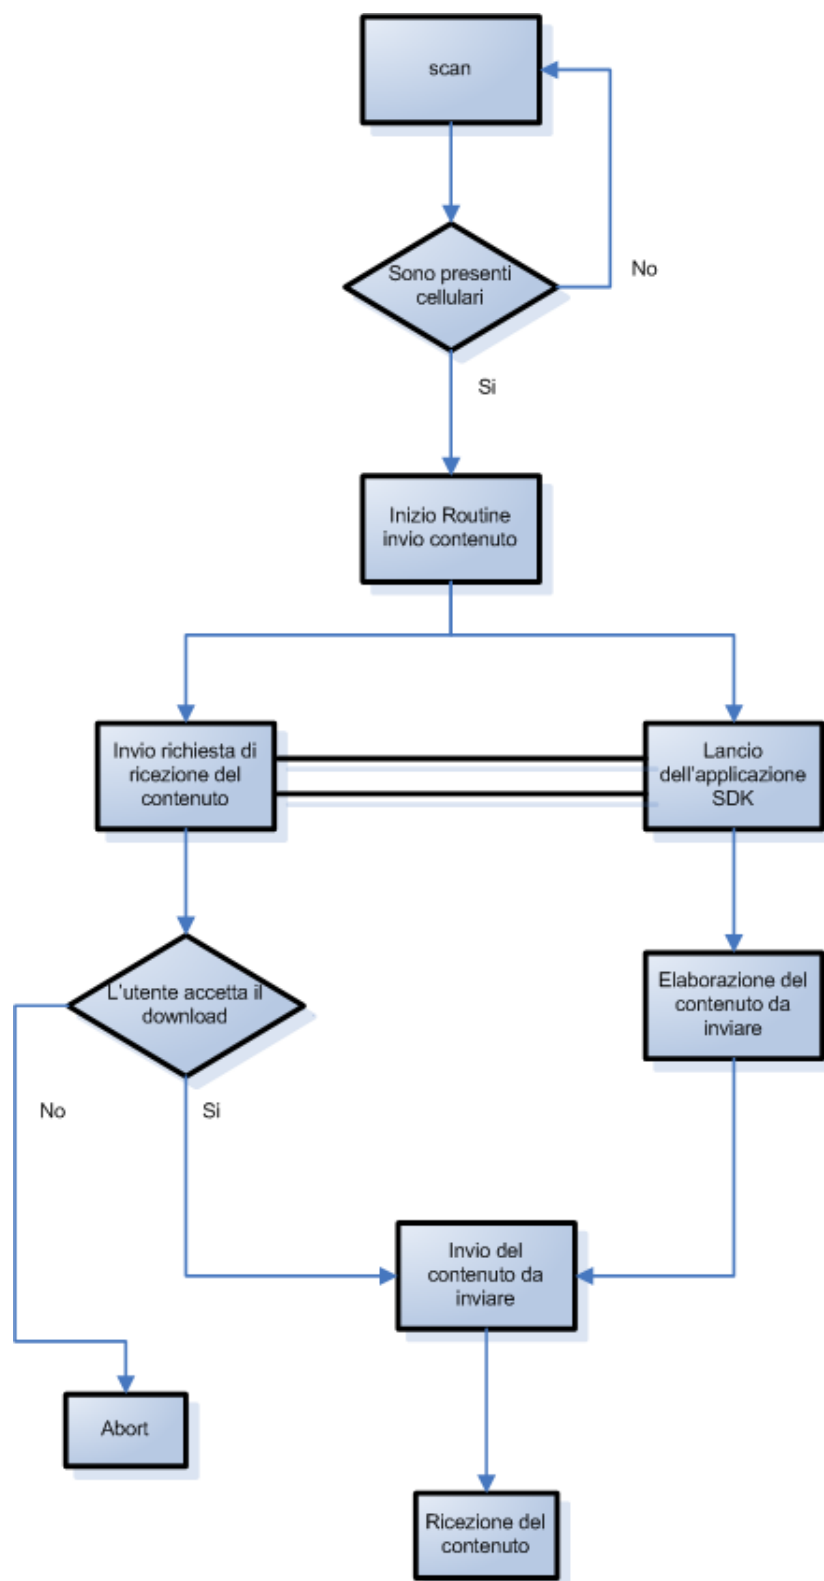 scan
Sono presenti
cellulari
No
Si
Inizio Routine
invio contenuto
Invio richiesta di
ricezione del
contenuto
Lancio
dell'applicazione
SDK
L'utente accetta il
download
Elaborazione del
contenuto da
inviare
No
Si
Invio del
contenuto da
inviare
Abort
Ricezione del
contenuto